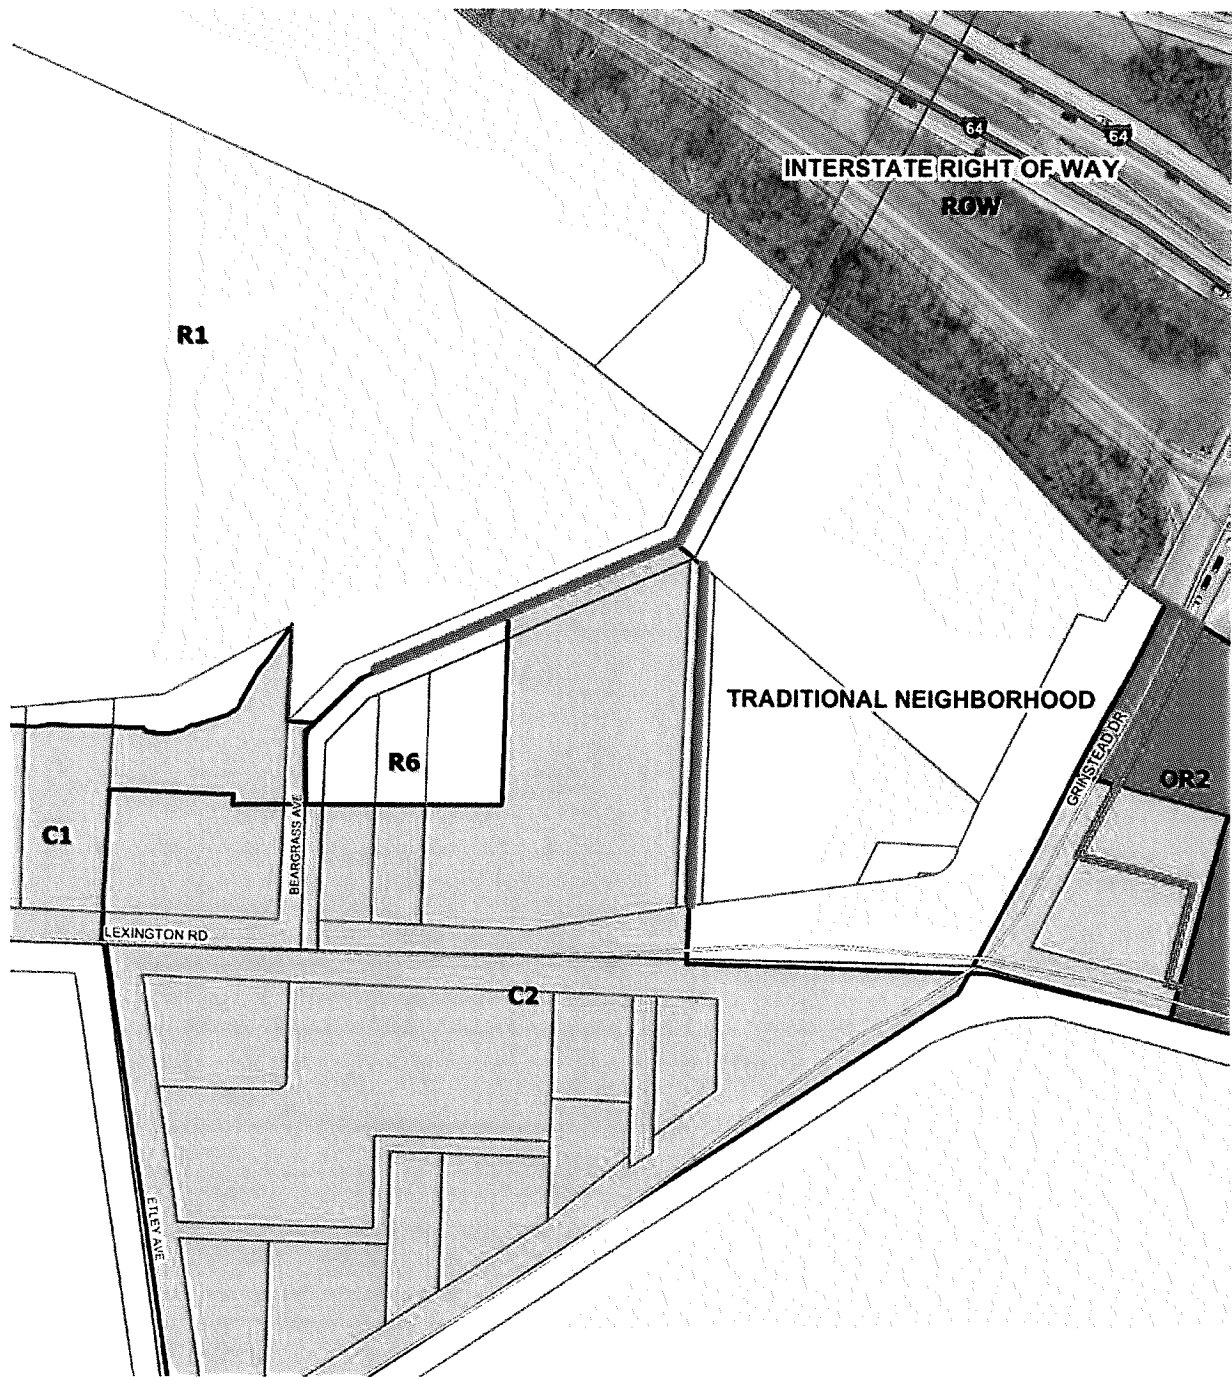 64
64
INTERSTATE RIGHT OF WAY
ROW
R1
TRADITIONAL NEIGHBORHOOD
GRINSTEAD DR
OR2
R6
C1
BEARGRASS AVE
LEXINGTON RD
C2
ETLEY AVE